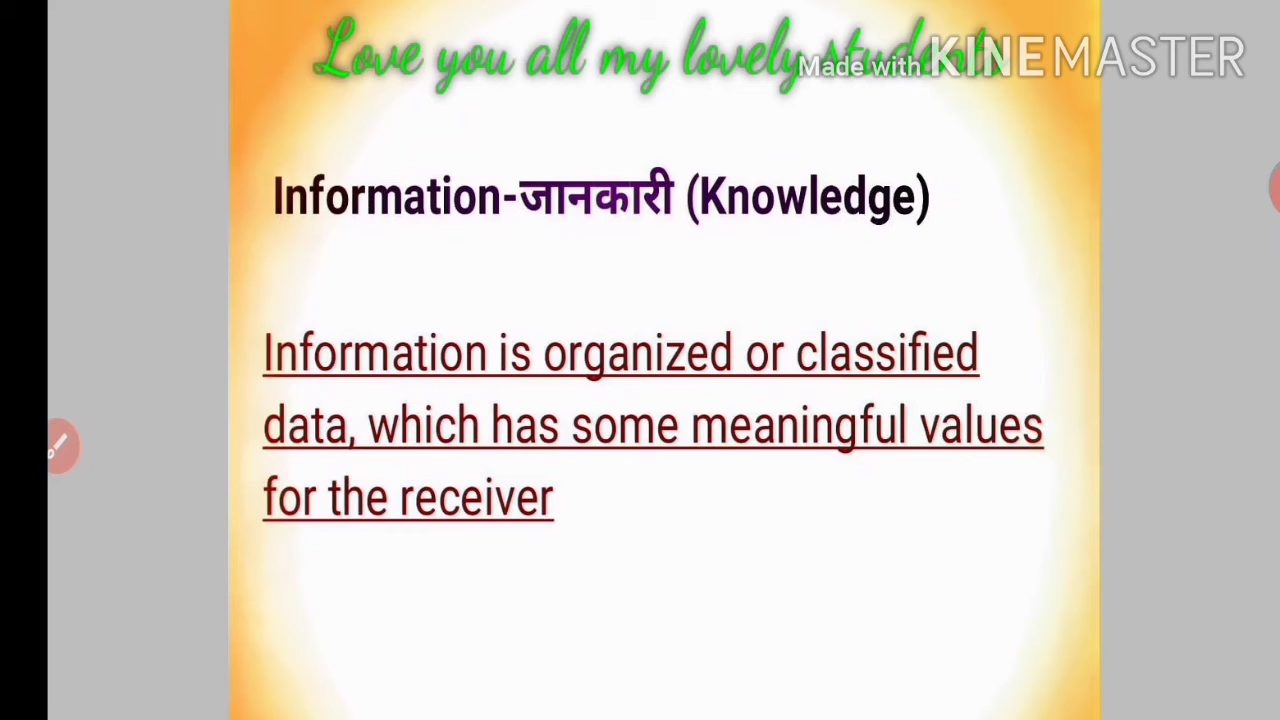 Love you all my lovely students
Made with KINEMASTER
Information-जानकारी (Knowledge)
Information is organized or classified
data, which has some meaningful values
for the receiver